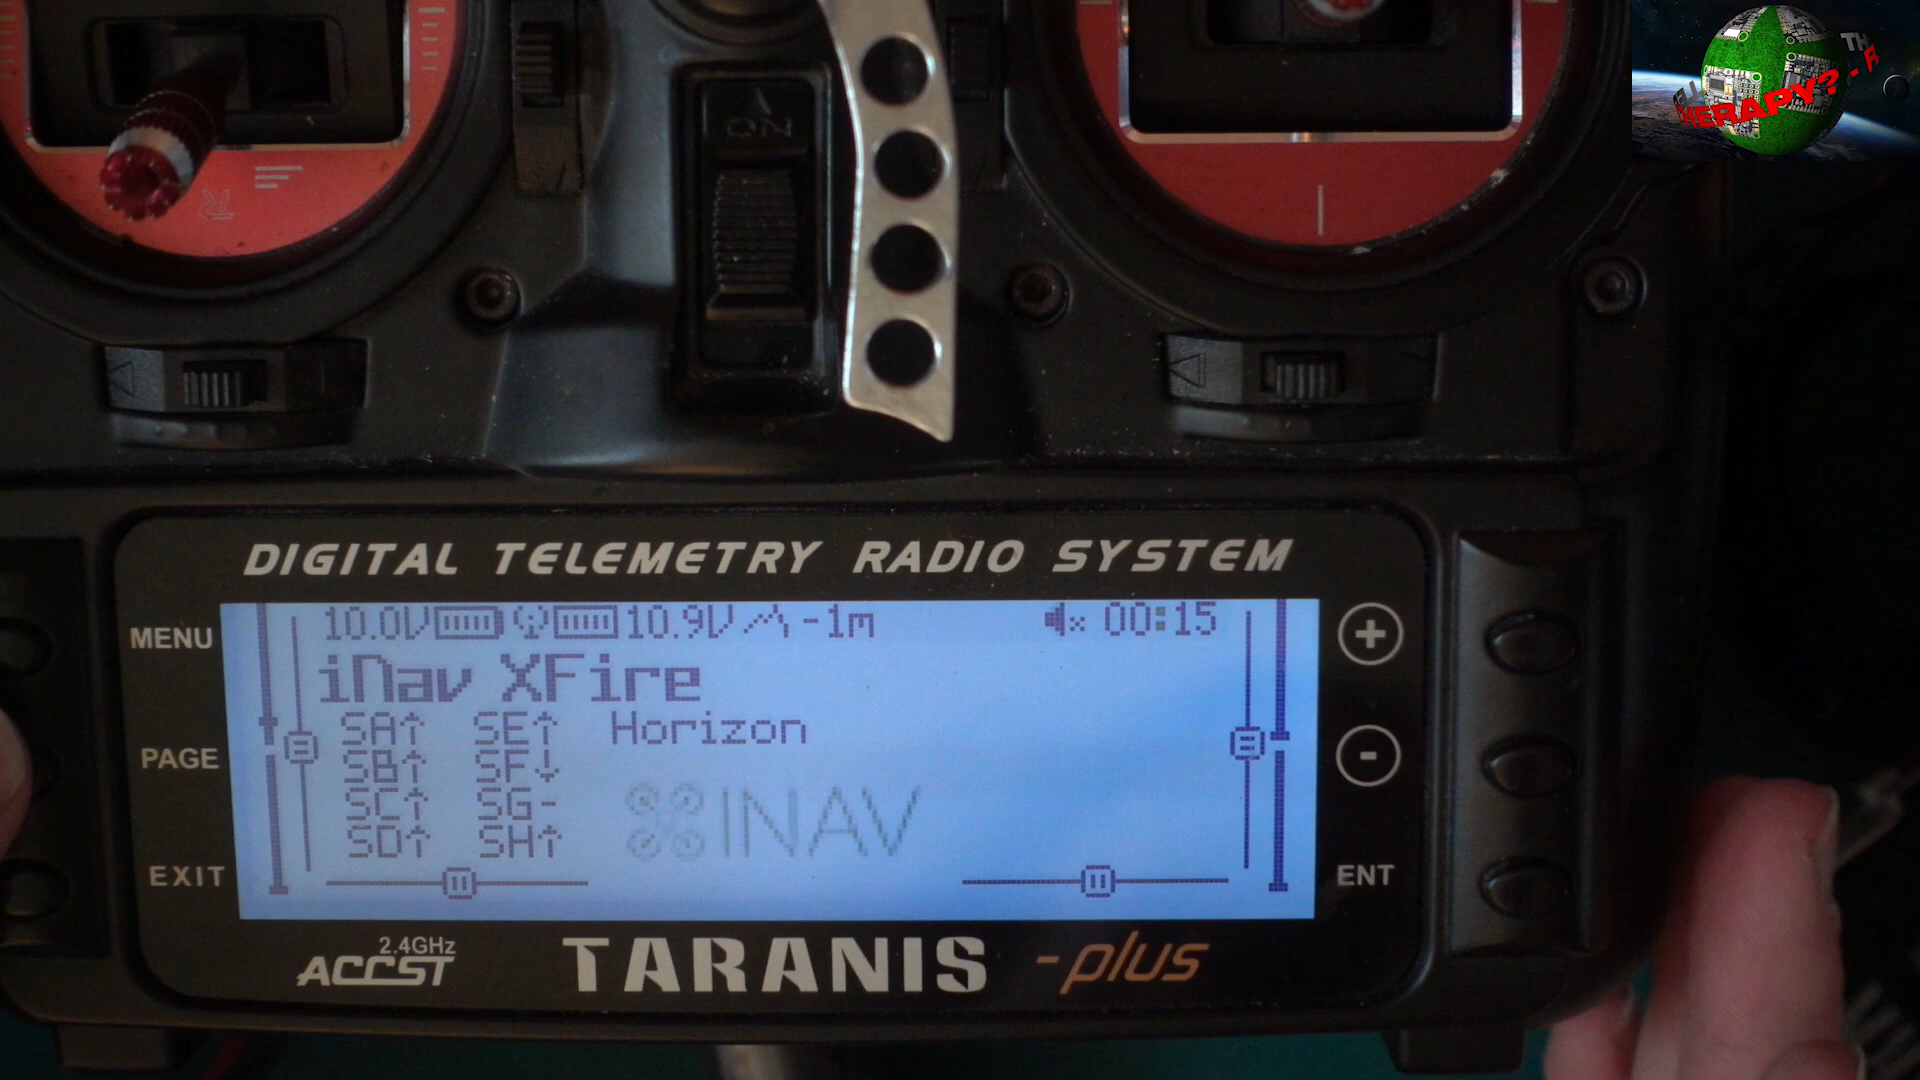 THERAPY?
ON
R
DIGITAL TELEMETRY RADIO SYSTEM
MENU
PAGE
EXIT
10.0V 10.9V -1m 00:15
iNav XFire
SA↑ SE↑ Horizon
SB↑ SF↓
SC↑ SG-
SD↑ SH↑
INAV
+
-
ENT
2.4GHz
ACCST
TARANIS -plus